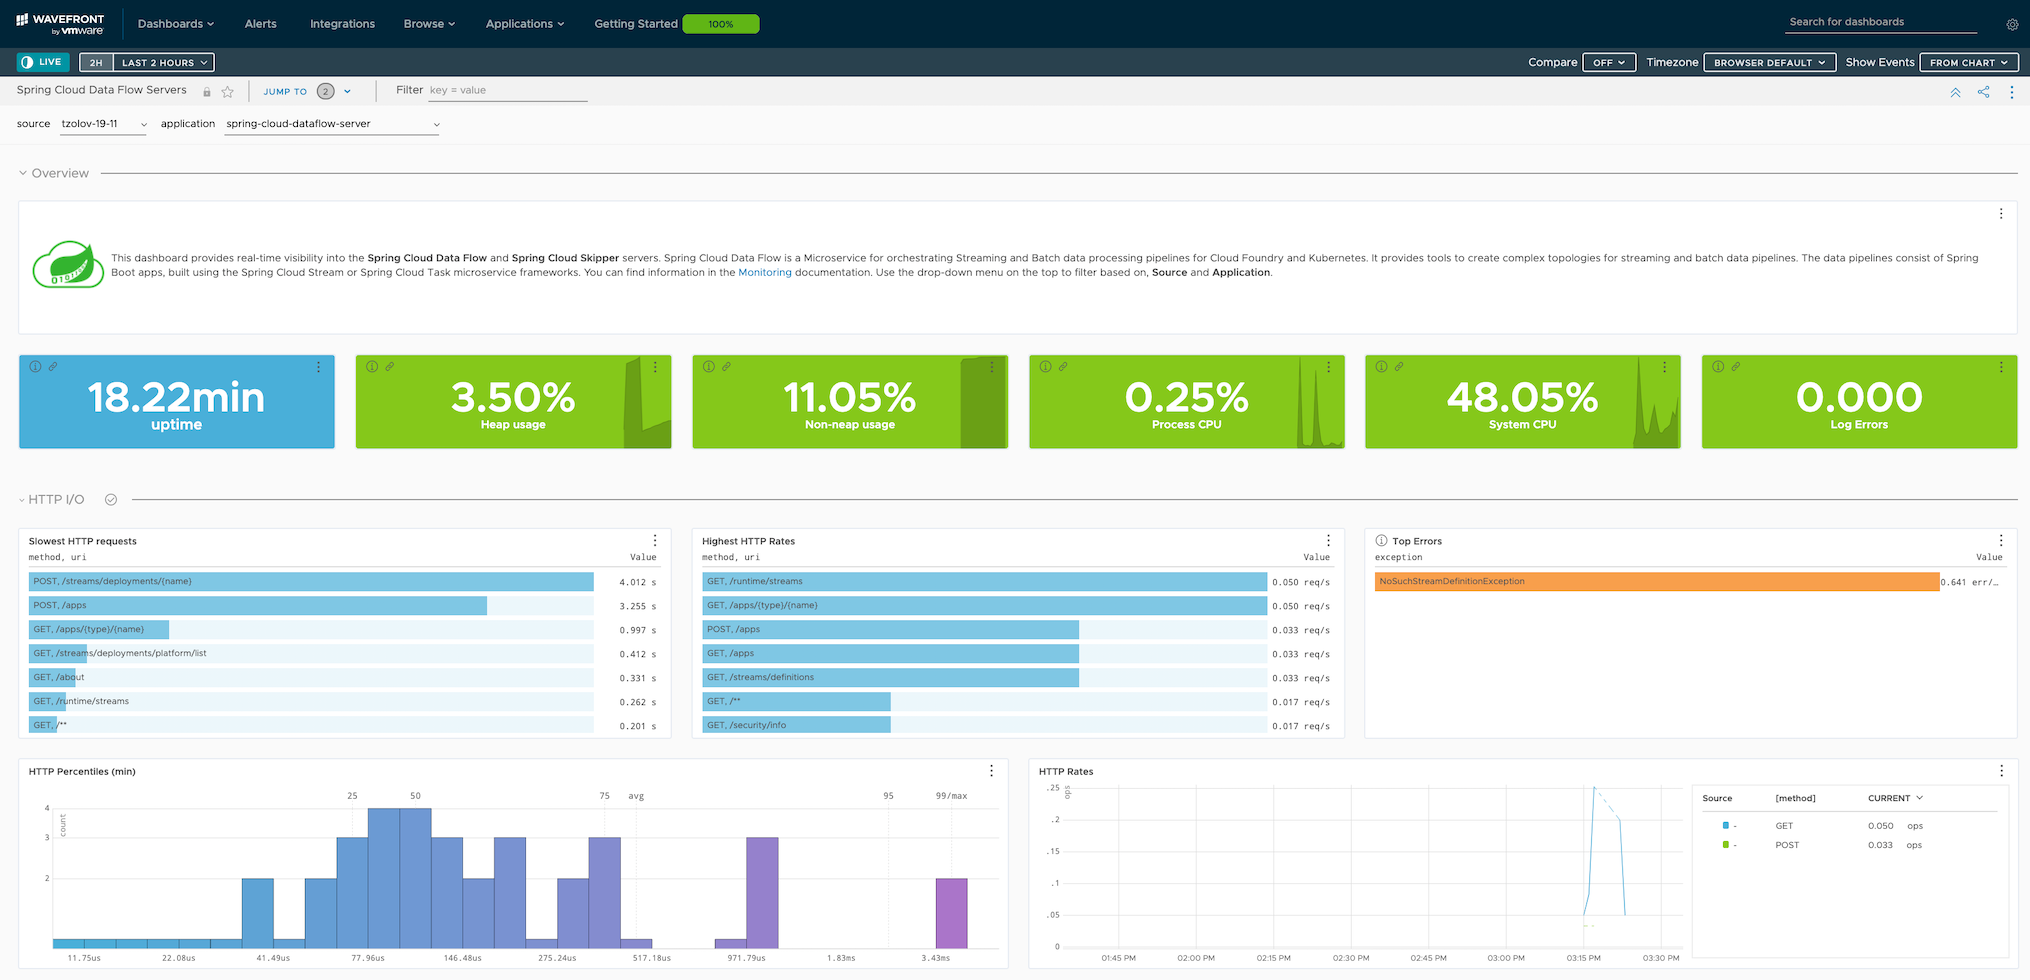 WAVEFRONT
by vmware
Dashboards
Alerts
Integrations
Browse
Applications
Getting Started
100%
Search for dashboards
LIVE
2H
LAST 2 HOURS
Compare
OFF
Timezone
BROWSER DEFAULT
Show Events
FROM CHART
Spring Cloud Data Flow Servers
JUMP TO
2
Filter
key = value
source
tzolov-19-11
application
spring-cloud-dataflow-server
Overview
This dashboard provides real-time visibility into the Spring Cloud Data Flow and Spring Cloud Skipper servers. Spring Cloud Data Flow is a Microservice for orchestrating Streaming and Batch data processing pipelines for Cloud Foundry and Kubernetes. It provides tools to create complex topologies for streaming and batch data pipelines. The data pipelines consist of Spring
Boot apps, built using the Spring Cloud Stream or Spring Cloud Task microservice frameworks. You can find information in the Monitoring documentation. Use the drop-down menu on the top to filter based on, Source and Application.
18.22min
uptime
3.50%
Heap usage
11.05%
Non-neap usage
0.25%
Process CPU
48.05%
System CPU
0.000
Log Errors
HTTP I/O
Slowest HTTP requests
method, uri
Value
POST, /streams/deployments/{name}
4.012 s
POST, /apps
3.255 s
GET, /apps/{type}/{name}
0.997 s
GET, /streams/deployments/platform/list
0.412 s
GET, /about
0.331 s
GET, /runtime/streams
0.262 s
GET, /**
0.201 s
Highest HTTP Rates
method, uri
Value
GET, /runtime/streams
0.050 req/s
GET, /apps/{type}/{name}
0.050 req/s
POST, /apps
0.033 req/s
GET, /apps
0.033 req/s
GET, /streams/definitions
0.033 req/s
GET, /**
0.017 req/s
GET, /security/info
0.017 req/s
Top Errors
exception
Value
NoSuchStreamDefinitionException
0.641 err/…
HTTP Percentiles (min)
25
50
75
avg
95
99/max
count
4
3
2
11.75us
22.08us
41.49us
77.96us
146.48us
275.24us
517.18us
971.79us
1.83ms
3.43ms
HTTP Rates
ops
.25
.2
.15
.1
.05
0
01:45 PM
02:00 PM
02:15 PM
02:30 PM
02:45 PM
03:00 PM
03:15 PM
03:30 PM
Source
[method]
CURRENT
- GET 0.050 ops
- POST 0.033 ops